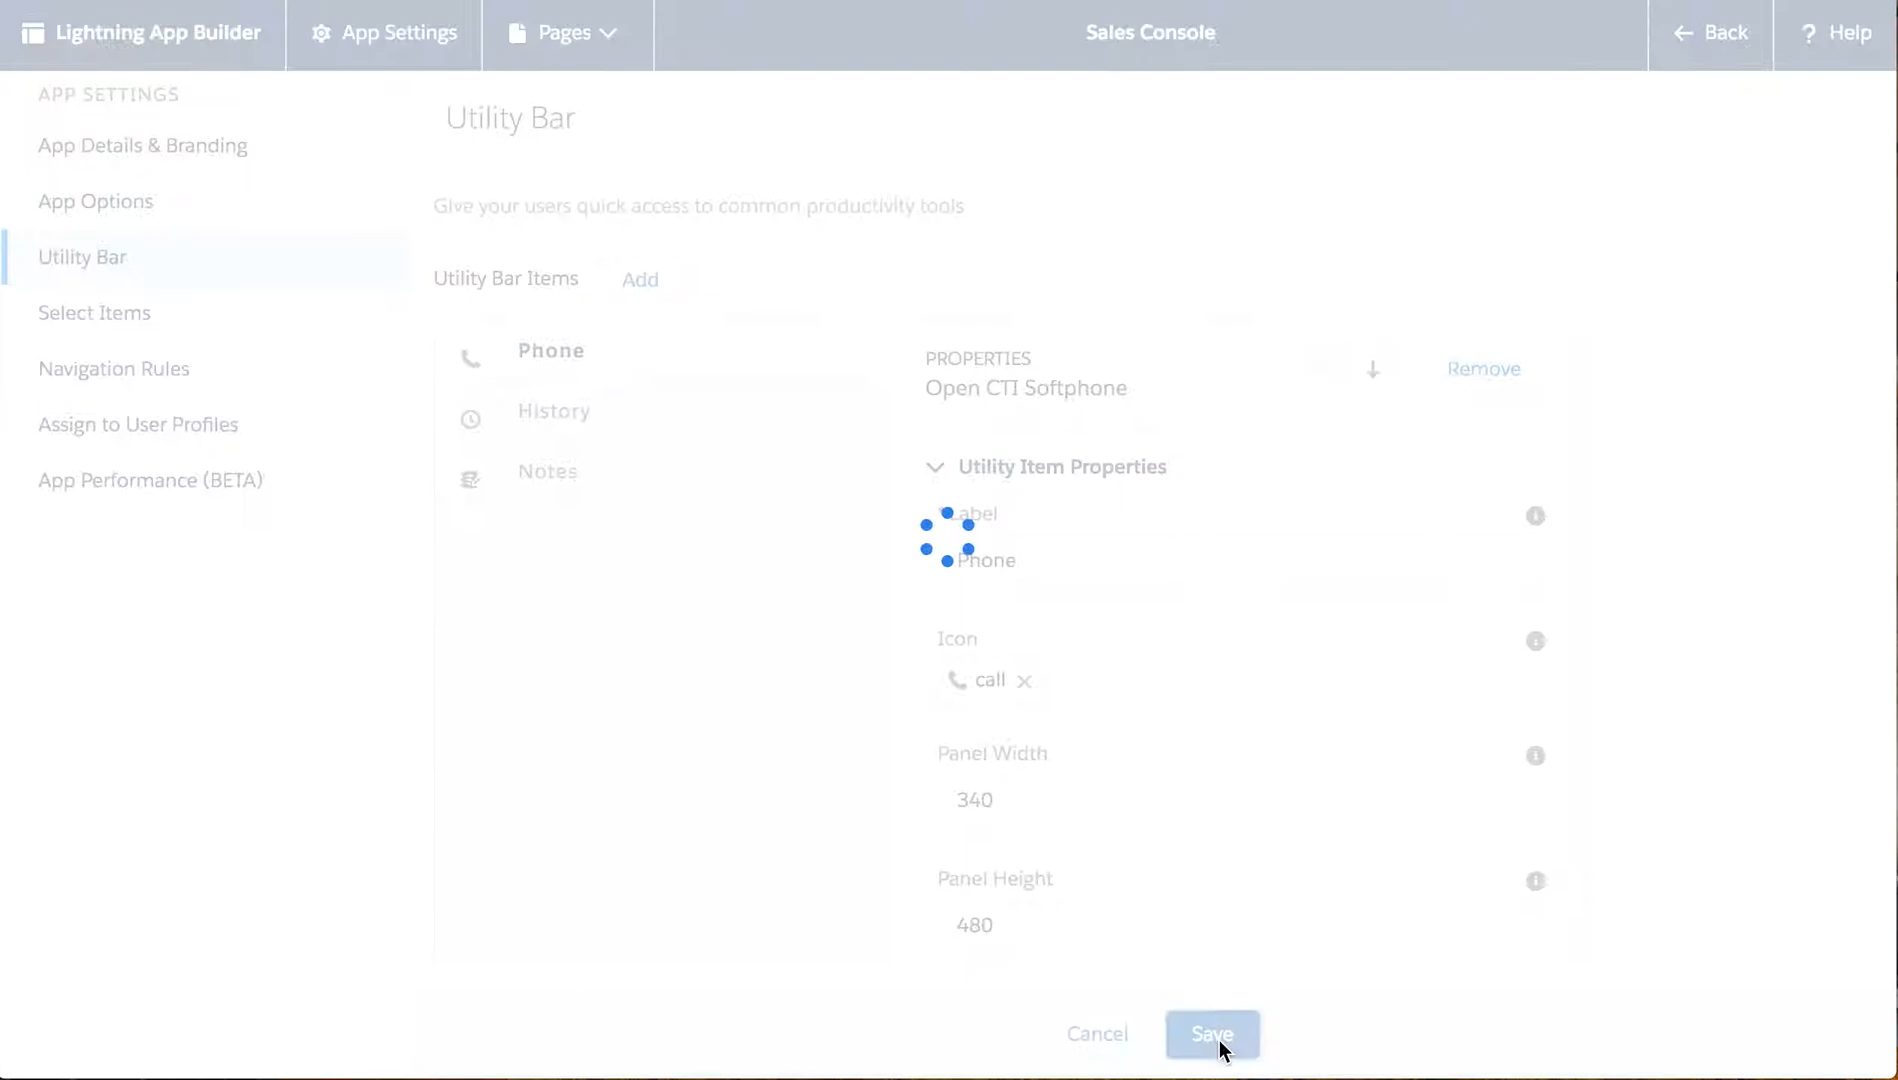 Lightning App Builder
App Settings
Pages
Sales Console
Back
? Help
APP SETTINGS
App Details & Branding
App Options
Utility Bar
Select Items
Navigation Rules
Assign to User Profiles
App Performance (BETA)
Utility Bar
Give your users quick access to common productivity tools
Utility Bar Items
Add
Phone
History
Notes
PROPERTIES
Open CTI Softphone
Remove
Utility Item Properties
Label
Phone
Icon
call
Panel Width
340
Panel Height
480
Cancel
Save